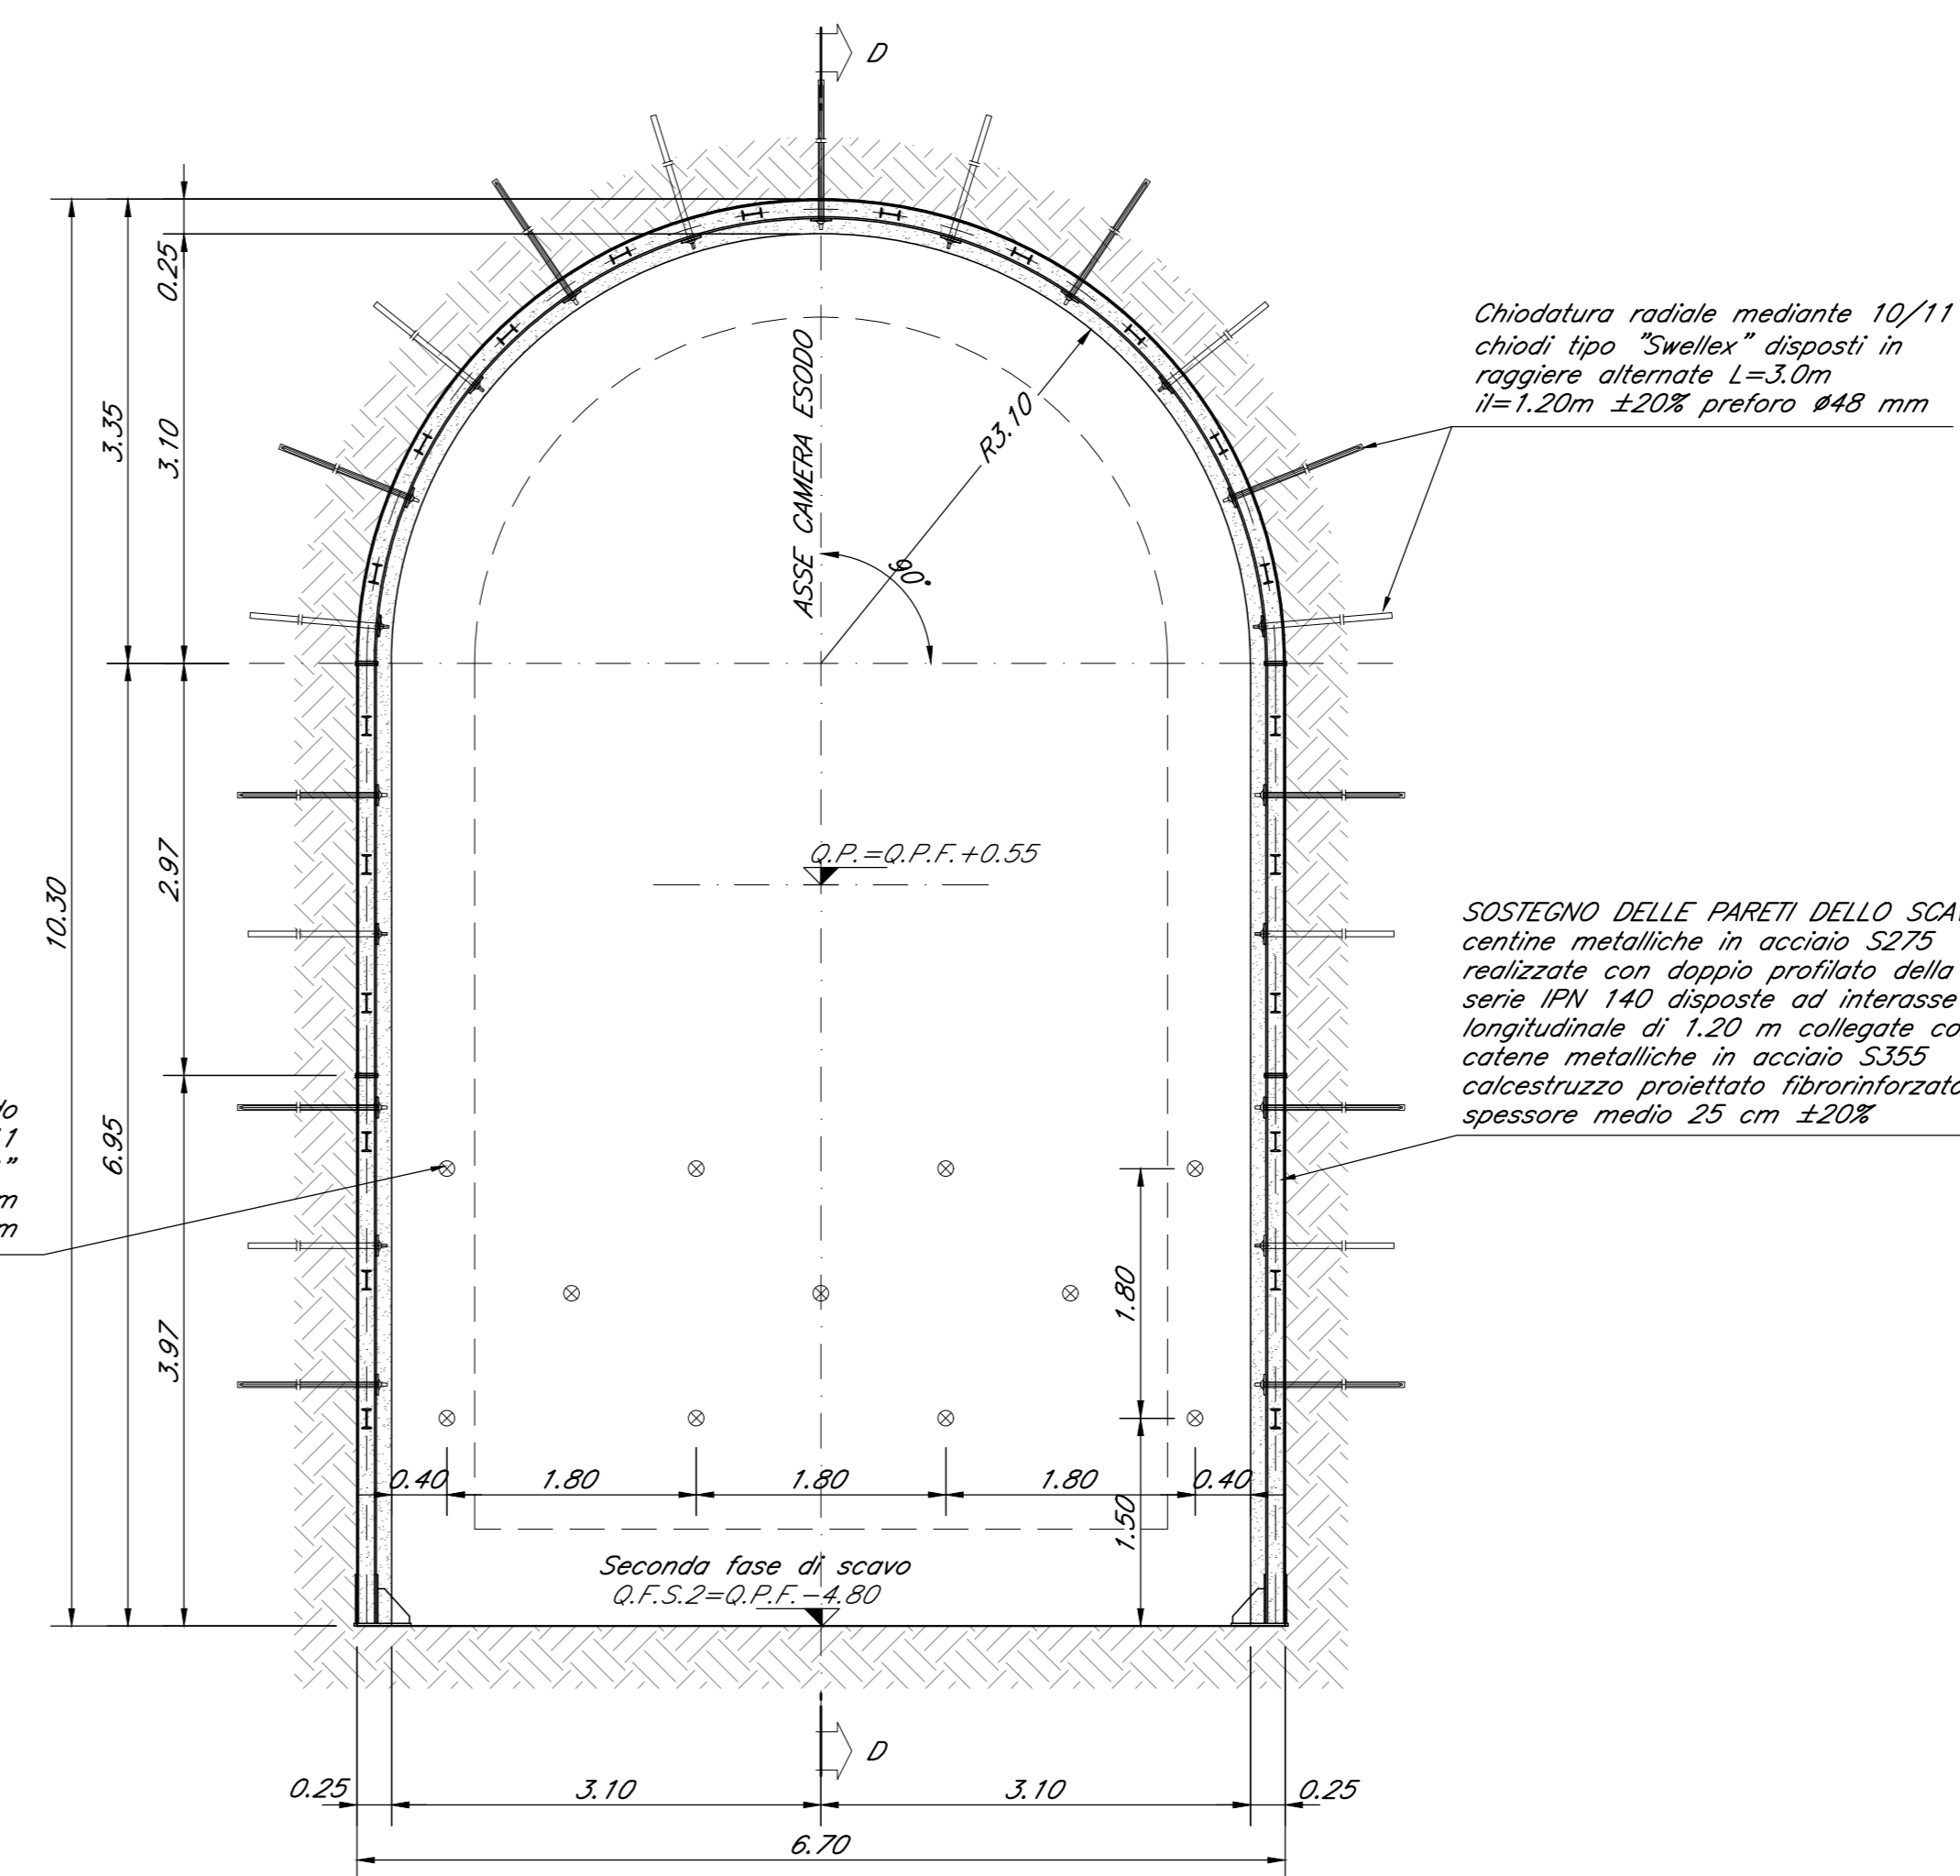 D
0.25
3.35
3.10
ASSE CAMERA ESODO
R3.10
90°
Chiodatura radiale mediante 10/11
chiodi tipo "Swellex" disposti in
raggiere alternate L=3.0m
il=1.20m ±20% preforo ø48 mm
Q.P.=Q.P.F.+0.55
10.30
2.97
6.95
3.97
SOSTEGNO DELLE PARETI DELLO
centine metalliche in acciaio S275
realizzate con doppio profilato della
serie IPN 140 disposte ad interasse
longitudinale di 1.20 m collegate
catene metalliche in acciaio S355
calcestruzzo proiettato fibrorinforzato
spessore medio 25 cm ±20%
1.80
0.40
1.80
1.80
1.80
0.40
1.50
Seconda fase di scavo
Q.F.S.2=Q.P.F.-4.80
D
0.25
3.10
3.10
0.25
6.70